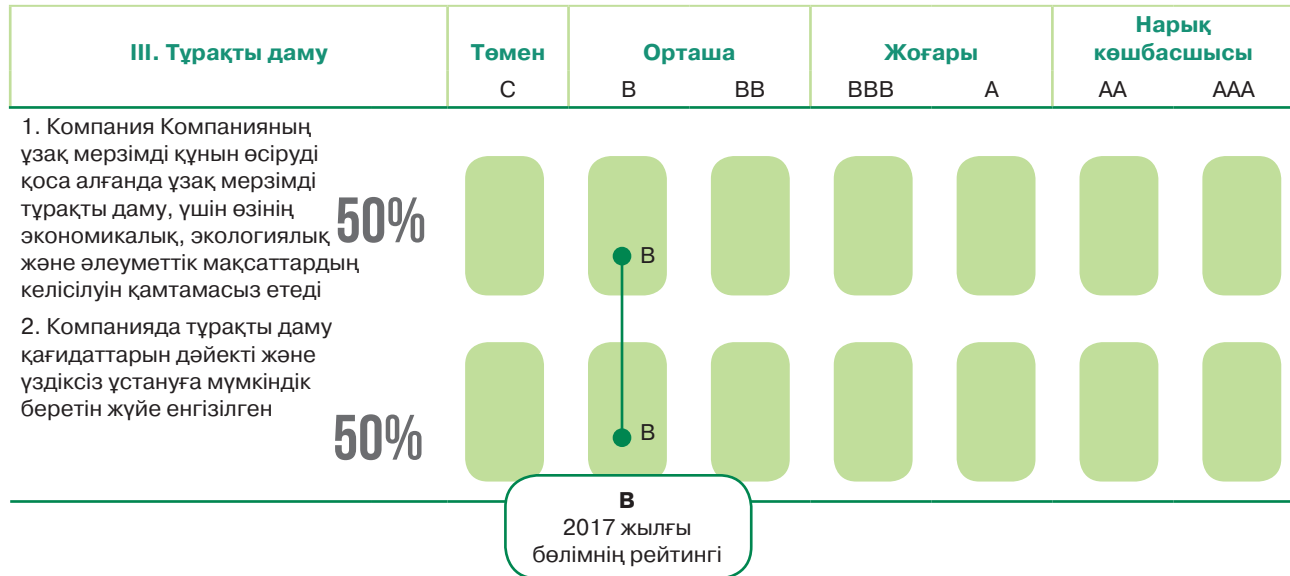 III. Тұрақты даму
Төмен
Орташа
Жоғары
Нарық
көшбасшысы
C
B
BB
BBB
A
AA
AAA
1. Компания Компанияның
ұзақ мерзімді құнын өсіруді
қоса алғанда ұзақ мерзімді
тұрақты даму, үшін өзінің
экономикалық, экологиялық
және әлеуметтік мақсаттардың
келісілуін қамтамасыз етеді
50%
B
2. Компанияда тұрақты даму
қағидаттарын дәйекті және
үздіксіз ұстануға мүмкіндік
беретін жүйе енгізілген
50%
B
B
2017 жылғы
бөлімнің рейтингі